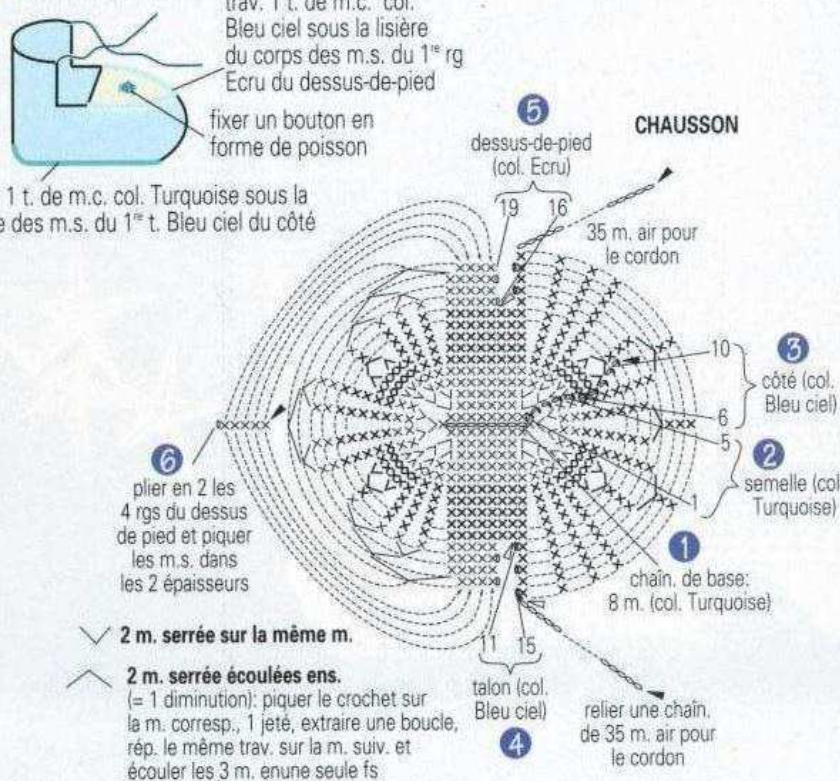 trav. 1 t. de m.c. col.
Bleu ciel sous la lisière
du corps des m.s. du 1re rg
Ecru du dessus-de-pied
fixer un bouton en
forme de poisson
1 t. de m.c. col. Turquoise sous la
e des m.s. du 1re t. Bleu ciel du côté
CHAUSSON
5
dessus-de-pied
(col. Ecru)
19 16
35 m. air pour
le cordon
10
3
côté (col.
Bleu ciel)
6
5
2
semelle (col
Turquoise)
1
1
chaîn. de base:
8 m. (col. Turquoise)
6
plier en 2 les
4 rgs du dessus
de pied et piquer
les m.s. dans
les 2 épaisseurs
11 15
talon (col.
Bleu ciel)
4
relier une chaîn.
de 35 m. air pour
le cordon
2 m. serrée sur la même m.
2 m. serrée écoulées ens.
(= 1 diminution): piquer le crochet sur
la m. corresp., 1 jeté, extraire une boucle,
rép. le même trav. sur la m. suiv. et
écouler les 3 m. enune seule fs